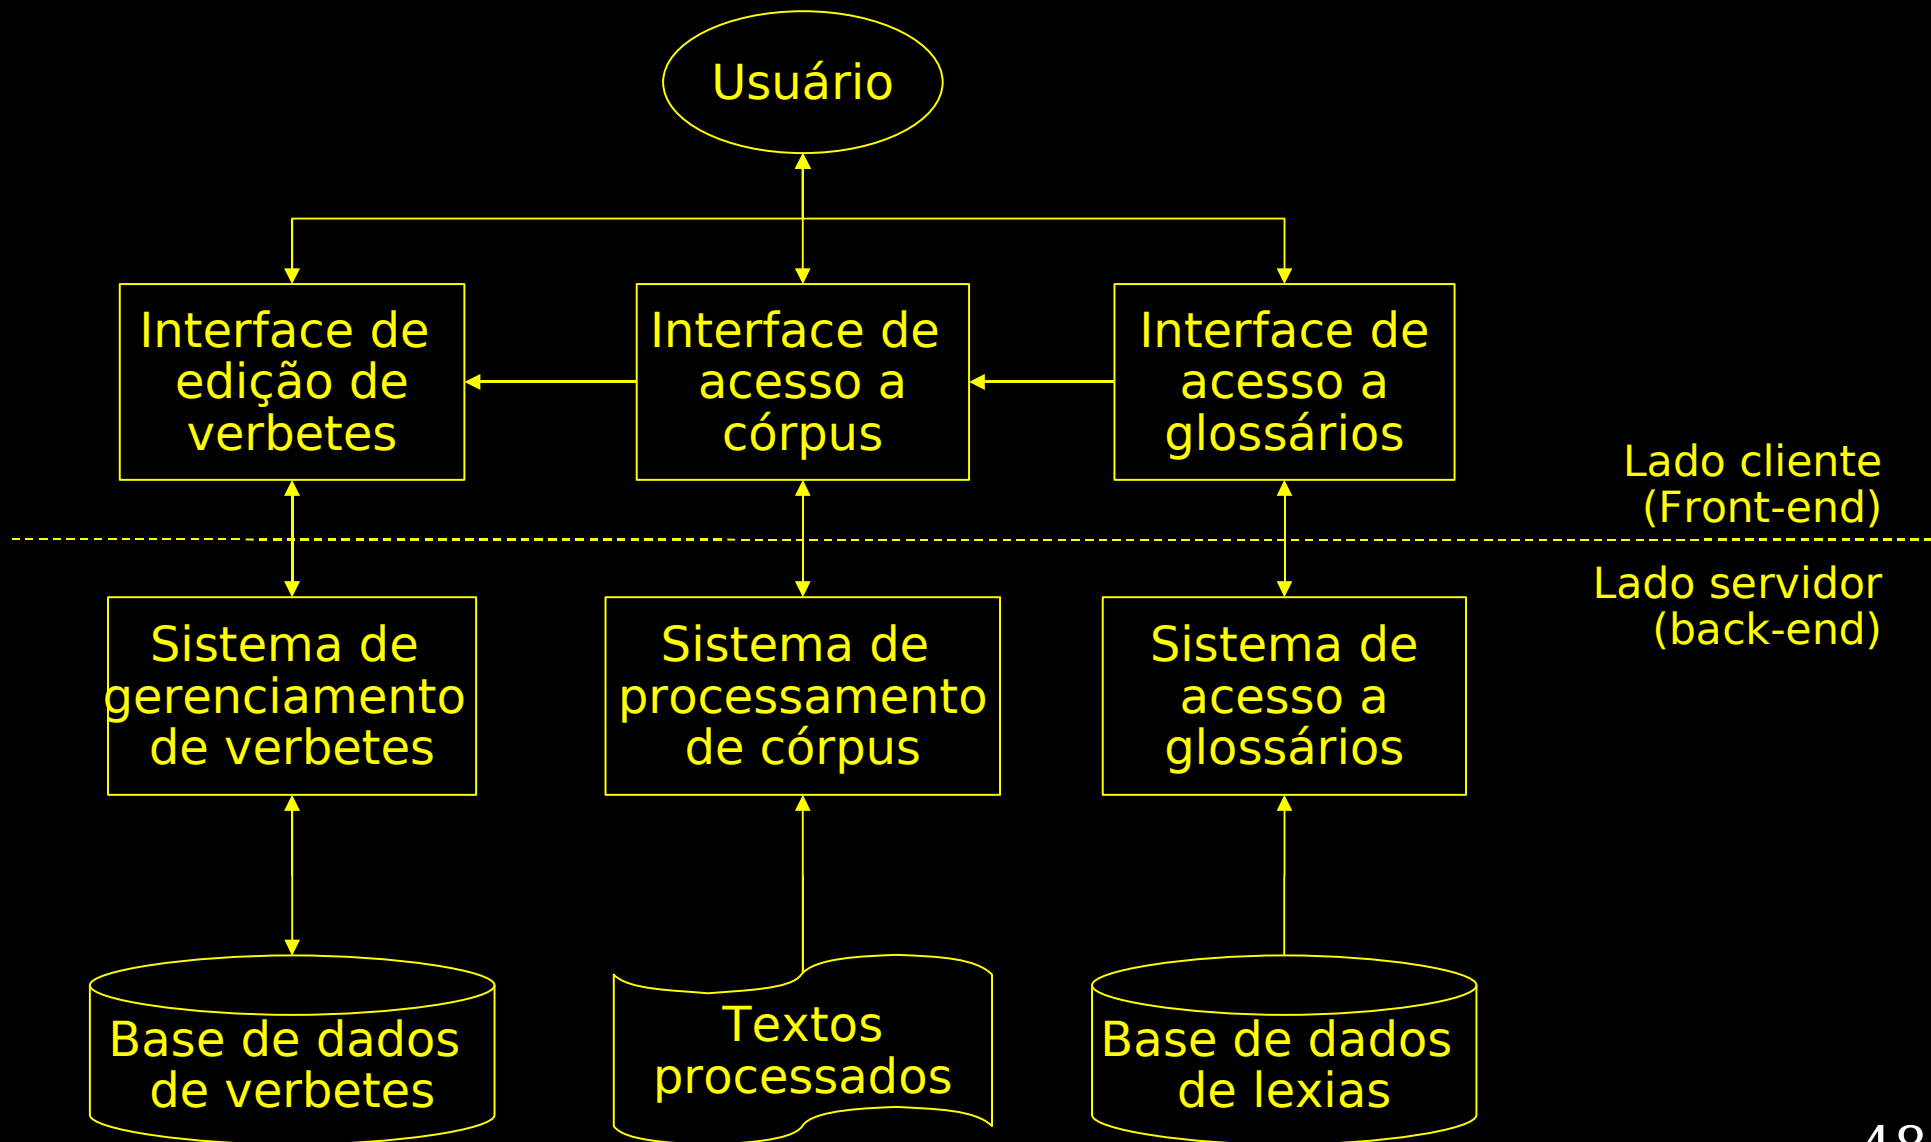 Usuário
Interface de
edição de
verbetes
Interface de
acesso a
córpus
Interface de
acesso a
glossários
Lado cliente
(Front-end)
Lado servidor
(back-end)
Sistema de
gerenciamento
de verbetes
Sistema de
processamento
de córpus
Sistema de
acesso a
glossários
Base de dados
de verbetes
Textos
processados
Base de dados
de lexias
48